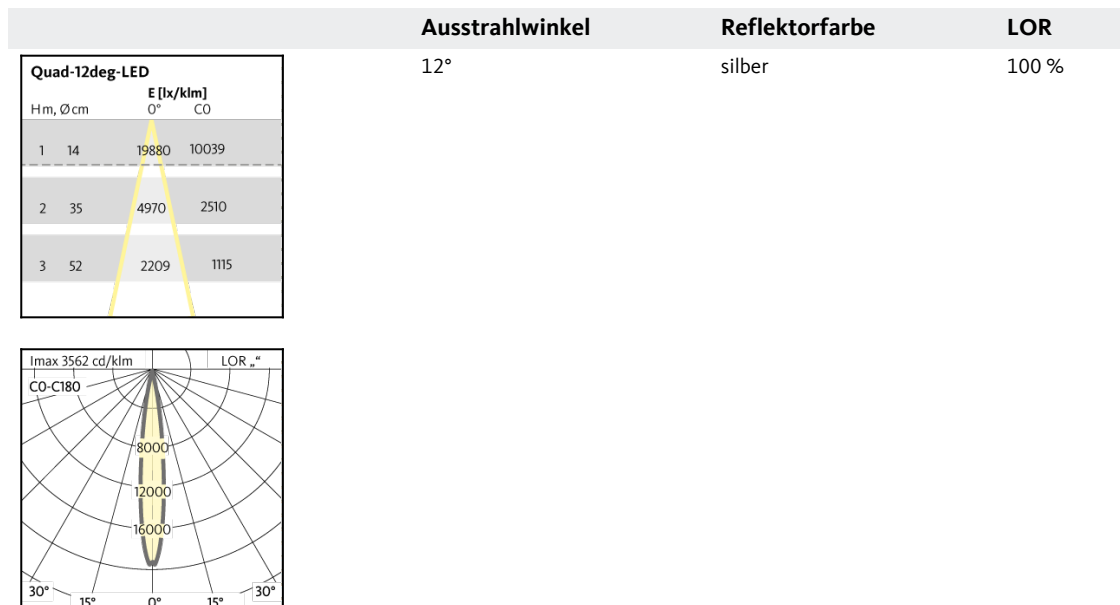 Ausstrahlwinkel Reflektorfarbe LOR
12° silber 100 %
Quad-12deg-LED
E [lx/klm]
H m, Ø cm 0° C0
1 14 19880 10039
2 35 4970 2510
3 52 2209 1115
Imax 3562 cd/klm LOR „“
C0-C180
8000
12000
16000
30° 30°
15° 0° 15°